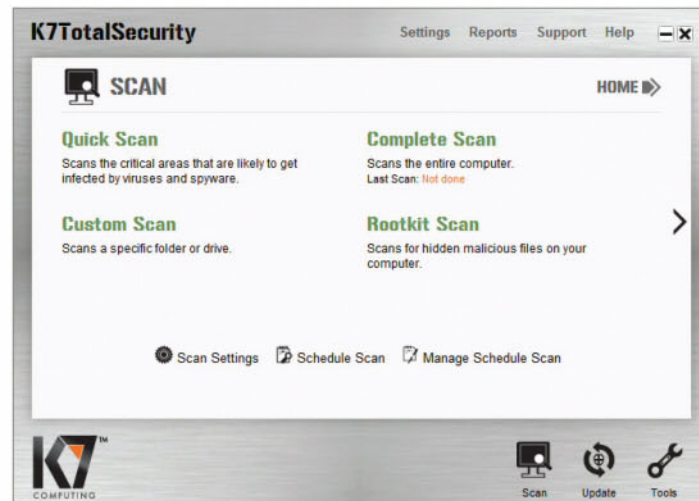 K7TotalSecurity
Settings Reports Support Help
SCAN
HOME
Quick Scan
Scans the critical areas that are likely to get
infected by viruses and spyware.
Complete Scan
Scans the entire computer.
Last Scan: Not done
Custom Scan
Scans a specific folder or drive.
Rootkit Scan
Scans for hidden malicious files on your
computer.
Scan Settings Schedule Scan Manage Schedule Scan
K7™
COMPUTING
Scan Update Tools